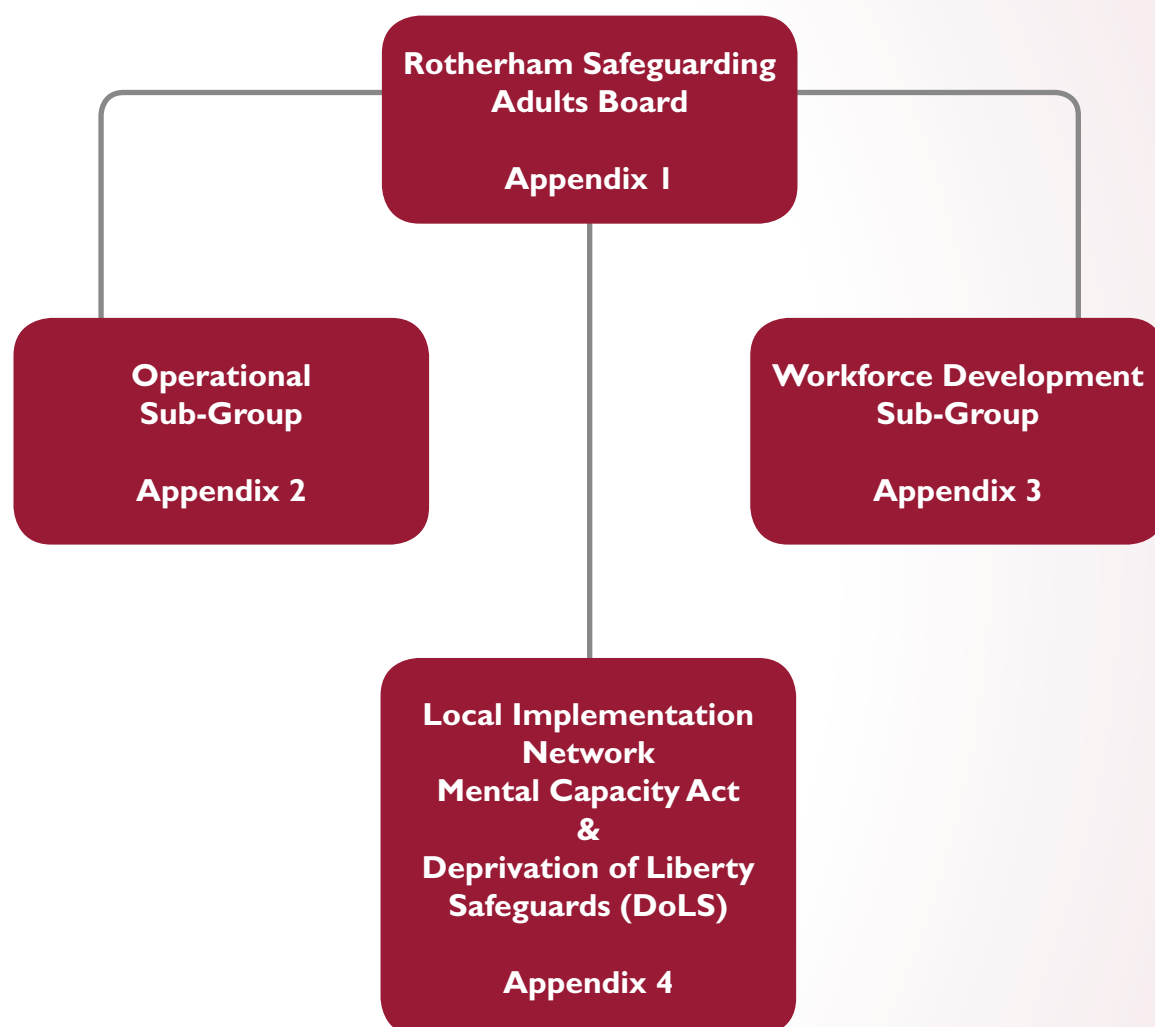 Rotherham Safeguarding
Adults Board
Appendix 1
Operational
Sub-Group
Appendix 2
Workforce Development
Sub-Group
Appendix 3
Local Implementation
Network
Mental Capacity Act
&
Deprivation of Liberty
Safeguards (DoLS)
Appendix 4